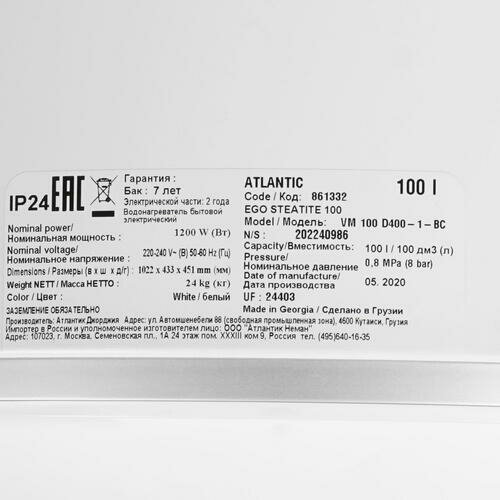 IP24 EAC
Гарантия :
Бак : 7 лет
Электрической части: 2 года
Водонагреватель бытовой
электрический
Nominal power/
Номинальная мощность : 1200 W (Вт)
Nominal voltage/
Номинальное напряжение : 220-240 V~ (В) 50-60 Hz (Гц)
Dimensions / Размеры (в x ш x д/г) : 1022 x 433 x 451 mm (мм)
Weight NETT / Масса НЕТТО : 24 kg (кг)
Color / Цвет : White / белый
ATLANTIC 100 l
Code / Код: 861332
EGO STEATITE 100
Model / Модель: VM 100 D400-1-BC
N/S : 202240986
Capacity/Вместимость: 100 l / 100 дм3 (л)
Pressure/
Номинальное давление : 0,8 MPa (8 bar)
Date of manufacture/
Дата производства : 05. 2020
UF : 24403
Made in Georgia / Сделано в Грузии
ЗАЗЕМЛЕНИЕ ОБЯЗАТЕЛЬНО
Производитель: Атлантик Джорджия Адрес: ул. Автомшенебели 88 (свободная промышленная зона), 4600 Кутаиси, Грузия
Импортер в России и уполномоченное изготовителем лицо: ООО "Атлантик Неман"
Адрес: 107023, г. Москва, Семеновская пл., 1А 24 этаж пом. XXXIII ком 9, Россия тел. (495)640-16-35